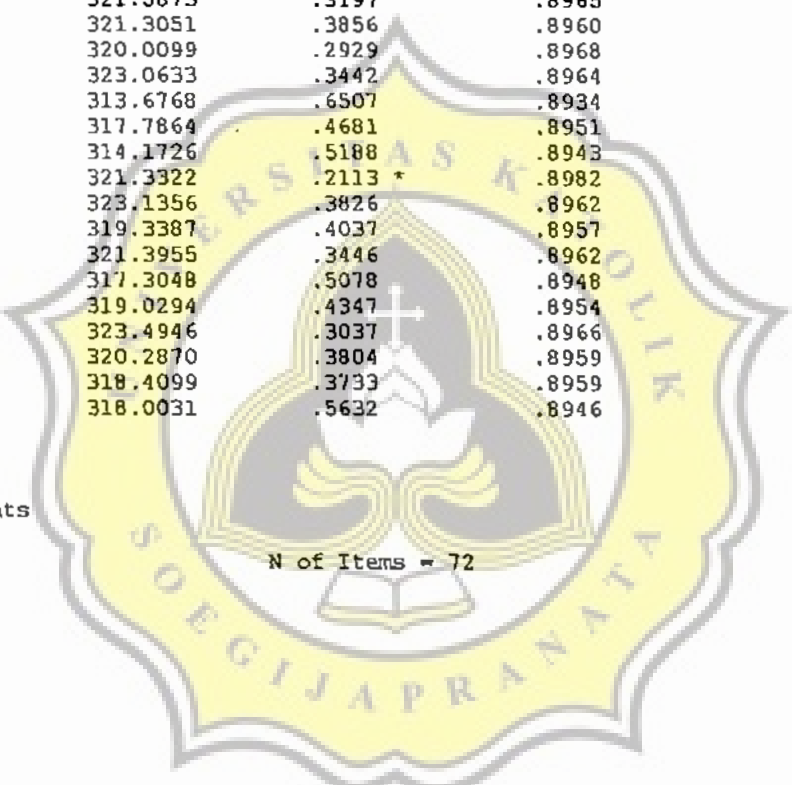 321.3051 .3856 .8960
320.0099 .2929 .8968
323.0633 .3442 .8964
313.6768 .6507 .8934
317.7864 .4681 .8951
314.1726 .5188 .8943
321.3322 .2113 * .8982
323.1356 .3826 .8962
319.3387 .4037 .8957
321.3955 .3446 .8962
317.3048 .5078 .8948
319.0294 .4347 .8954
323.4946 .3037 .8966
320.2870 .3804 .8959
318.4099 .3733 .8959
318.0031 .5632 .8946
N of Items = 72
UNIVERSITAS KATOLIK
SOEGIJAPRANATA